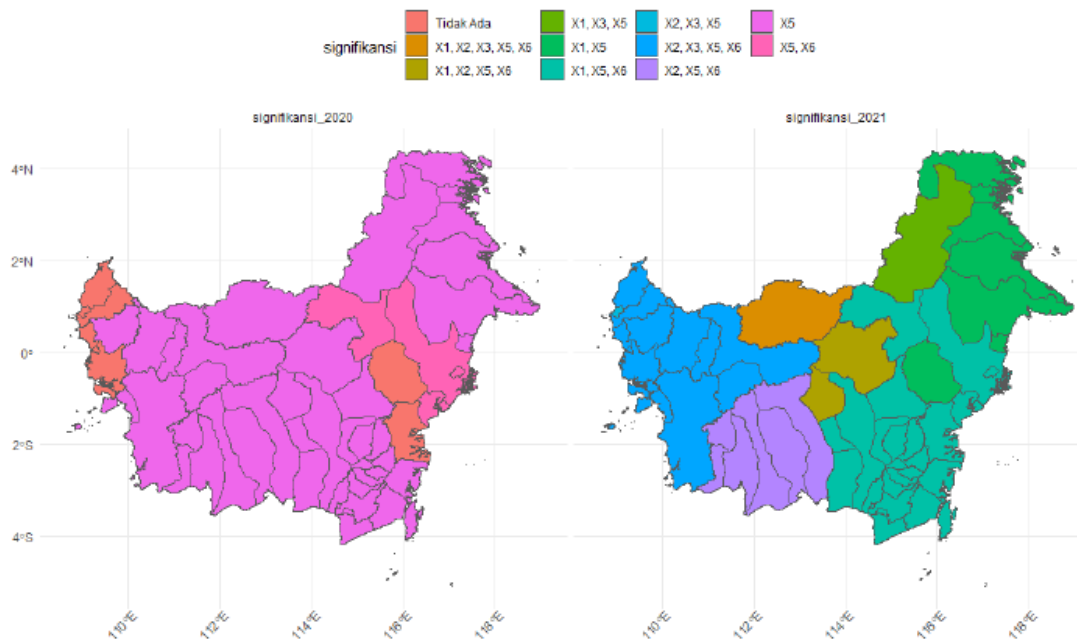 signifikansi
Tidak Ada
X1, X2, X3, X5, X6
X1, X2, X5, X6
X1, X3, X5
X1, X5
X1, X5, X6
X2, X3, X5
X2, X3, X5, X6
X2, X5, X6
X5
X5, X6
signifikansi_2020
signifikansi_2021
4°N
2°N
0°
2°S
4°S
110°E
112°E
114°E
116°E
118°E
110°E
112°E
114°E
116°E
118°E